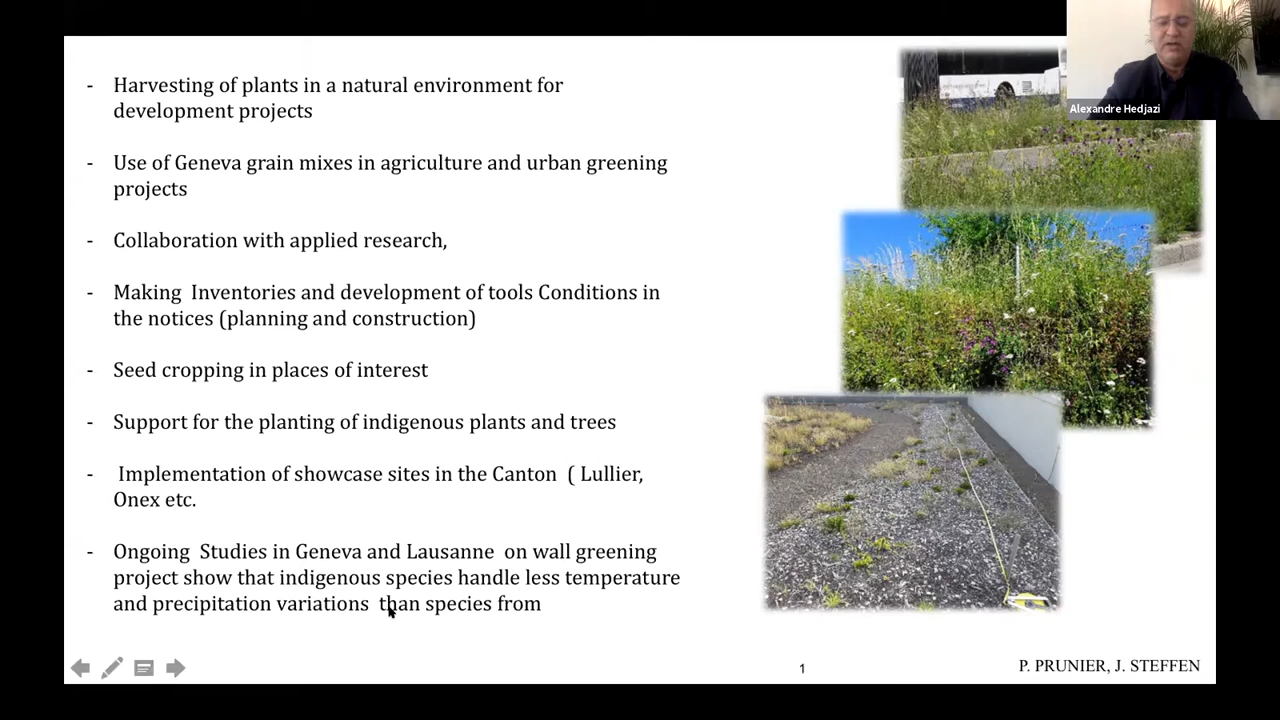 - Harvesting of plants in a natural environment for
development projects
- Use of Geneva grain mixes in agriculture and urban greening
projects
- Collaboration with applied research,
- Making Inventories and development of tools Conditions in
the notices (planning and construction)
- Seed cropping in places of interest
- Support for the planting of indigenous plants and trees
- Implementation of showcase sites in the Canton ( Lullier,
Onex etc.
- Ongoing Studies in Geneva and Lausanne on wall greening
project show that indigenous species handle less temperature
and precipitation variations than species from
Alexandre Hedjazi
1
P. PRUNIER, J. STEFFEN